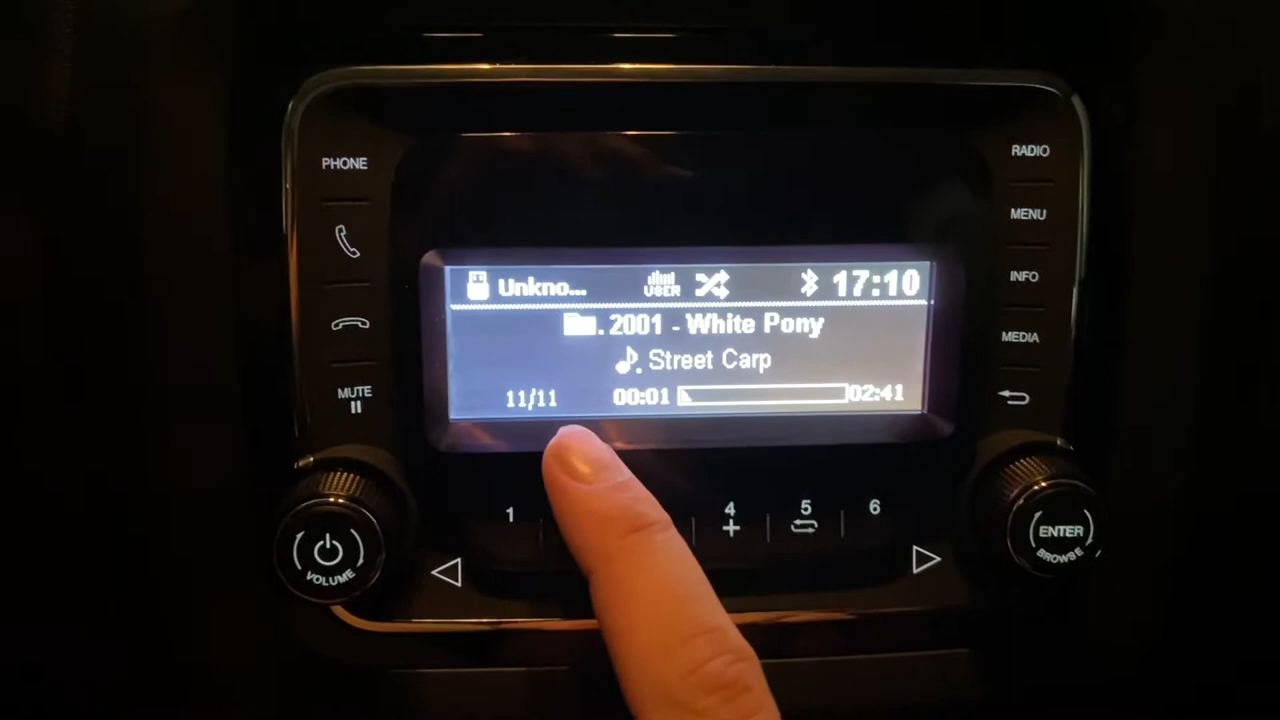 PHONE
MUTE
VOLUME
Unkno... USER 17:10
. 2001 - White Pony
Street Carp
11/11 00:01 02:41
1 4 5 6
+
RADIO
MENU
INFO
MEDIA
ENTER
BROWSE